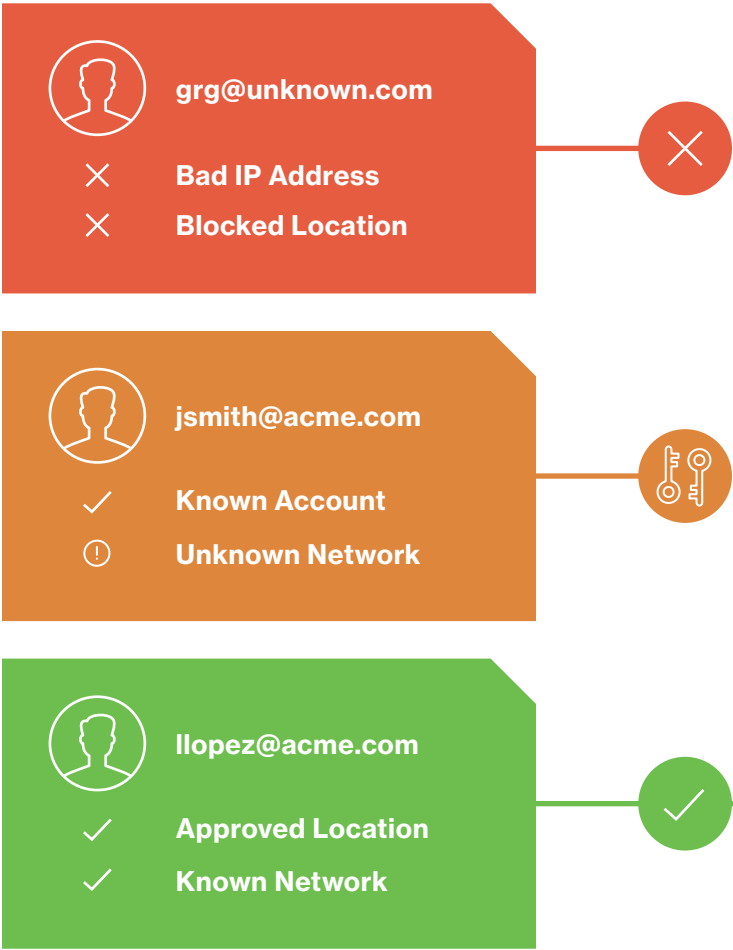 grg@unknown.com
Bad IP Address
Blocked Location
jsmith@acme.com
Known Account
Unknown Network
llopez@acme.com
Approved Location
Known Network